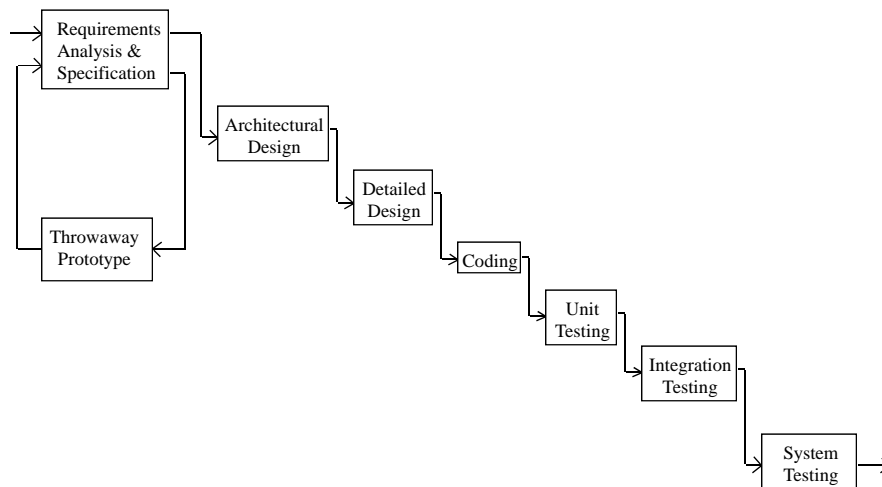 Requirements
Analysis &
Specification
Architectural
Design
Detailed
Design
Throwaway
Prototype
Coding
Unit
Testing
Integration
Testing
System
Testing